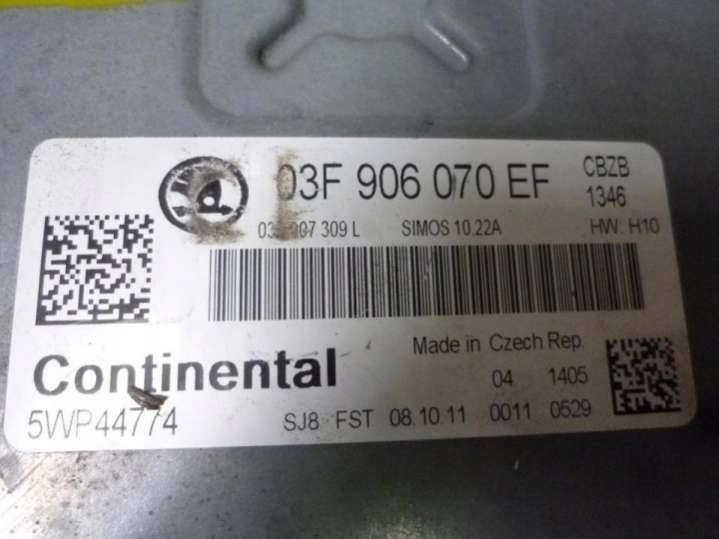 03F 906 070 EF CBZB
1346
309 L SIMOS 10.22A HW: H10
Continental Made in Czech Rep.
04 1405
5WP44774 SJ8 FST 08.10.11 0011 0529